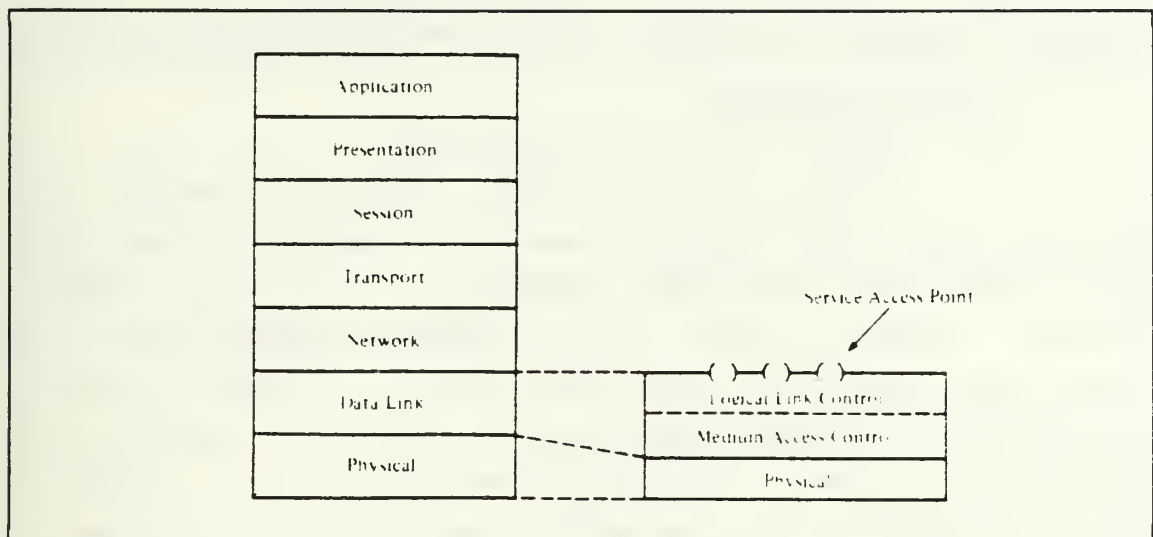 Application
Presentation
Session
Transport
Network
Data Link
Physical
Service Access Point
Logical Link Control
Medium Access Control
Physical